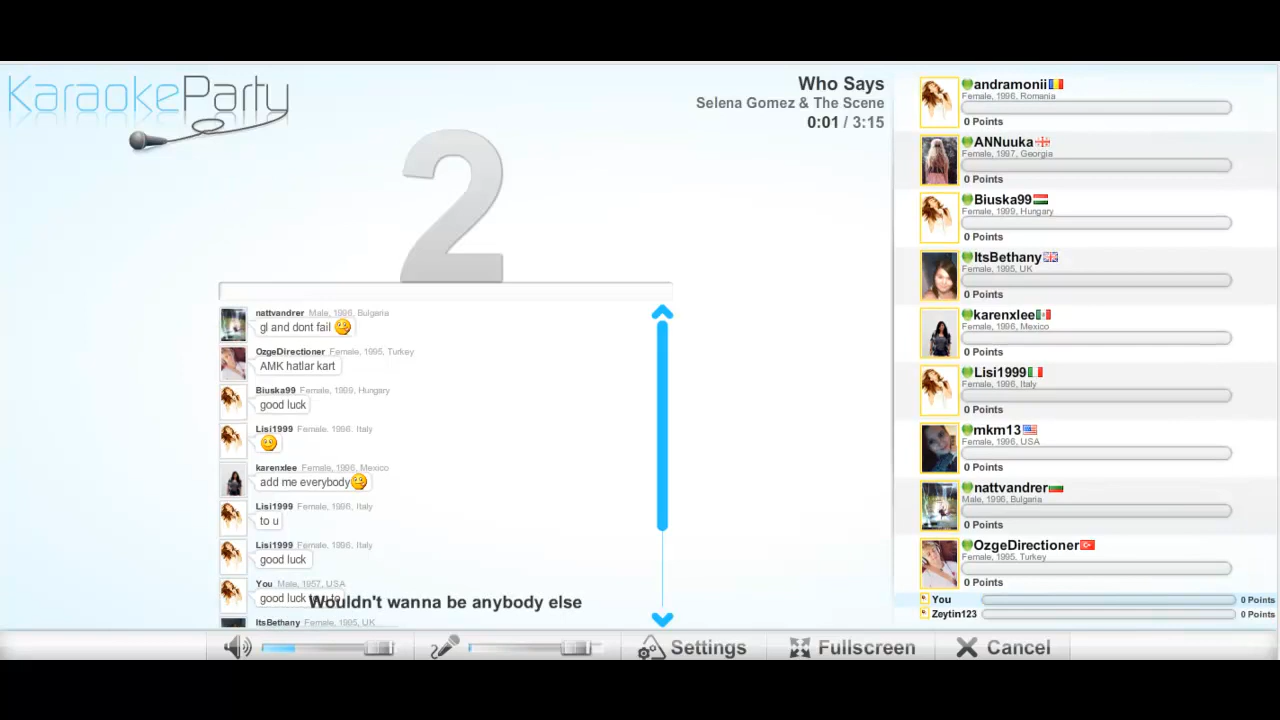 KaraokeParty
Who Says
Selena Gomez & The Scene
0:01 / 3:15
2
nattvandrer Male, 1996, Bulgaria
gl and dont fail
OzgeDirectioner Female, 1995, Turkey
AMK hatlar kart
Biuska99 Female, 1999, Hungary
good luck
Lisi1999 Female, 1996, Italy
karenxlee Female, 1996, Mexico
add me everybody
Lisi1999 Female, 1996, Italy
to u
Lisi1999 Female, 1996, Italy
good luck
You Male, 1957, USA
good luck
Wouldn't wanna be anybody else
ItsBethany Female, 1995, UK
andramonii
Female, 1996, Romania
0 Points
ANNuuka
Female, 1997, Georgia
0 Points
Biuska99
Female, 1999, Hungary
0 Points
ItsBethany
Female, 1995, UK
0 Points
karenxlee
Female, 1996, Mexico
0 Points
Lisi1999
Female, 1996, Italy
0 Points
mkm13
Female, 1996, USA
0 Points
nattvandrer
Male, 1996, Bulgaria
0 Points
OzgeDirectioner
Female, 1995, Turkey
0 Points
You 0 Points
Zeytin123 0 Points
Settings
Fullscreen
Cancel